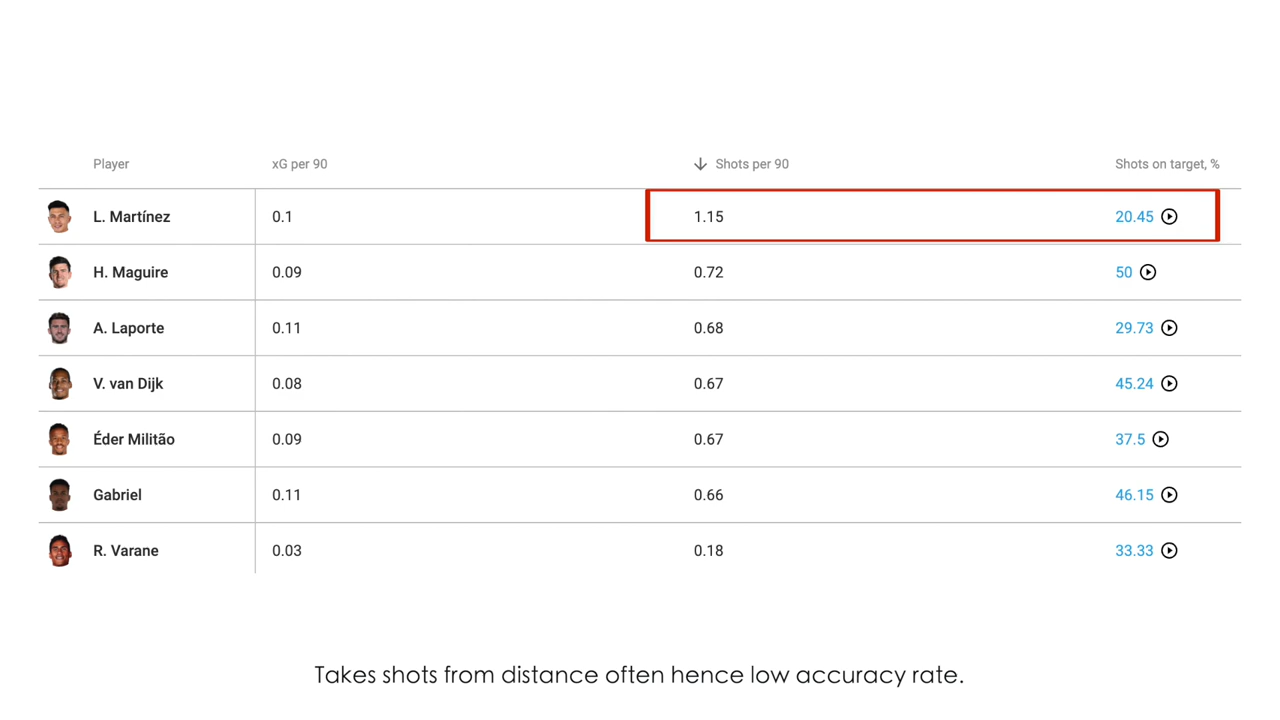 Player xG per 90 Shots per 90 Shots on target, %
L. Martínez 0.1 1.15 20.45
H. Maguire 0.09 0.72 50
A. Laporte 0.11 0.68 29.73
V. van Dijk 0.08 0.67 45.24
Éder Militão 0.09 0.67 37.5
Gabriel 0.11 0.66 46.15
R. Varane 0.03 0.18 33.33
Takes shots from distance often hence low accuracy rate.